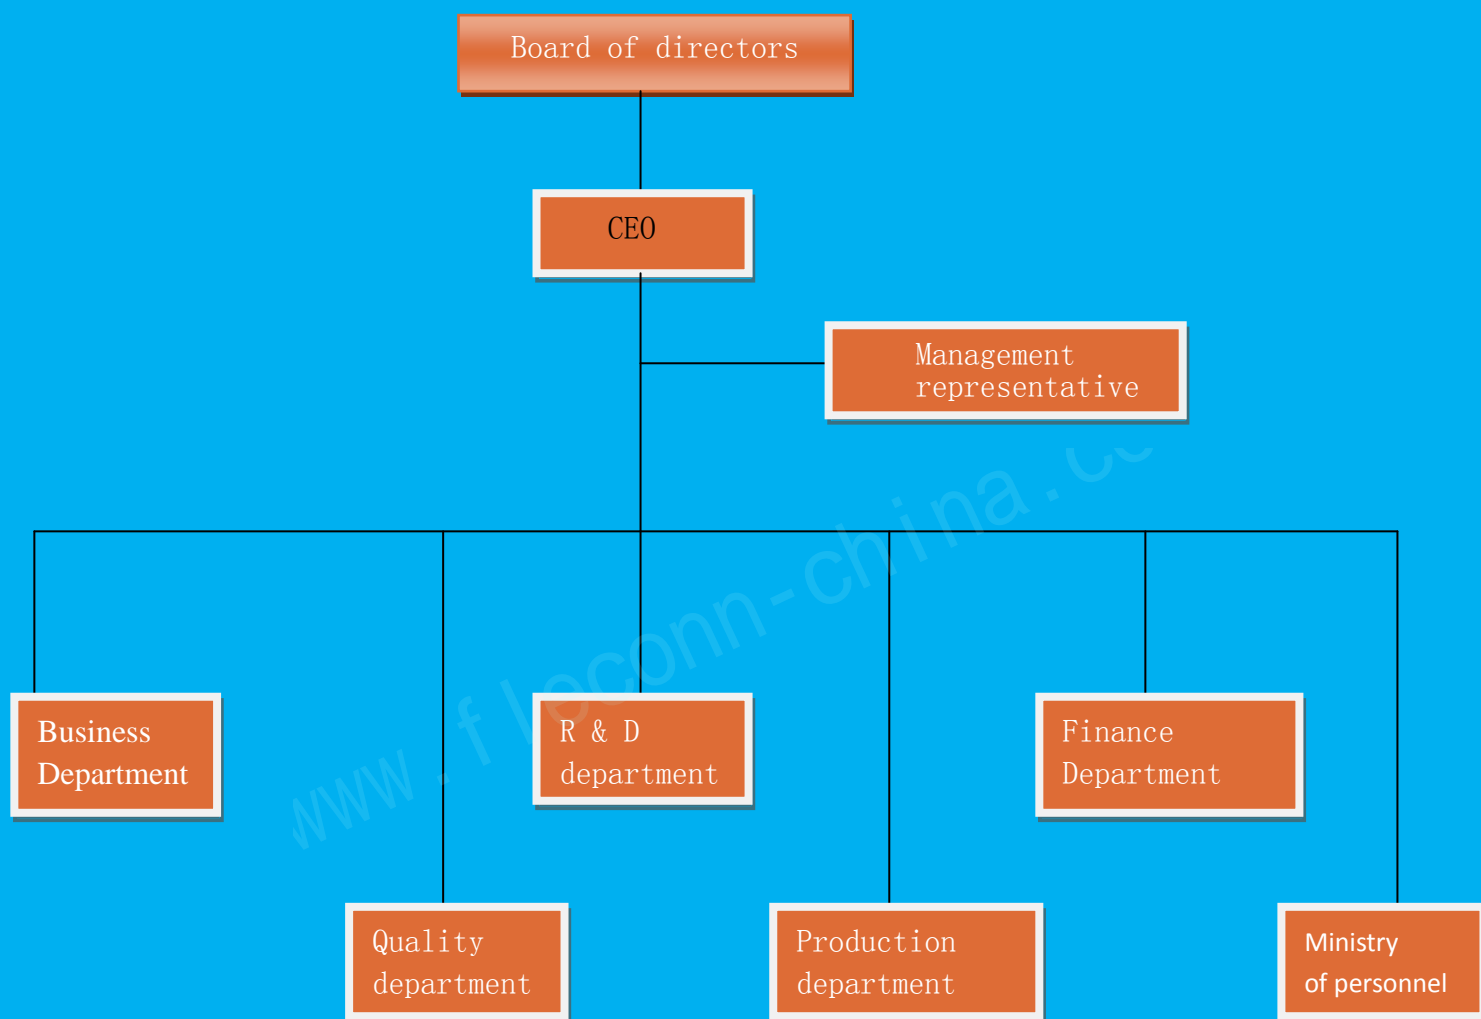 Board of directors
CEO
Management
representative
Business
Department
R & D
department
Finance
Department
Quality
department
Production
department
Ministry
of personnel